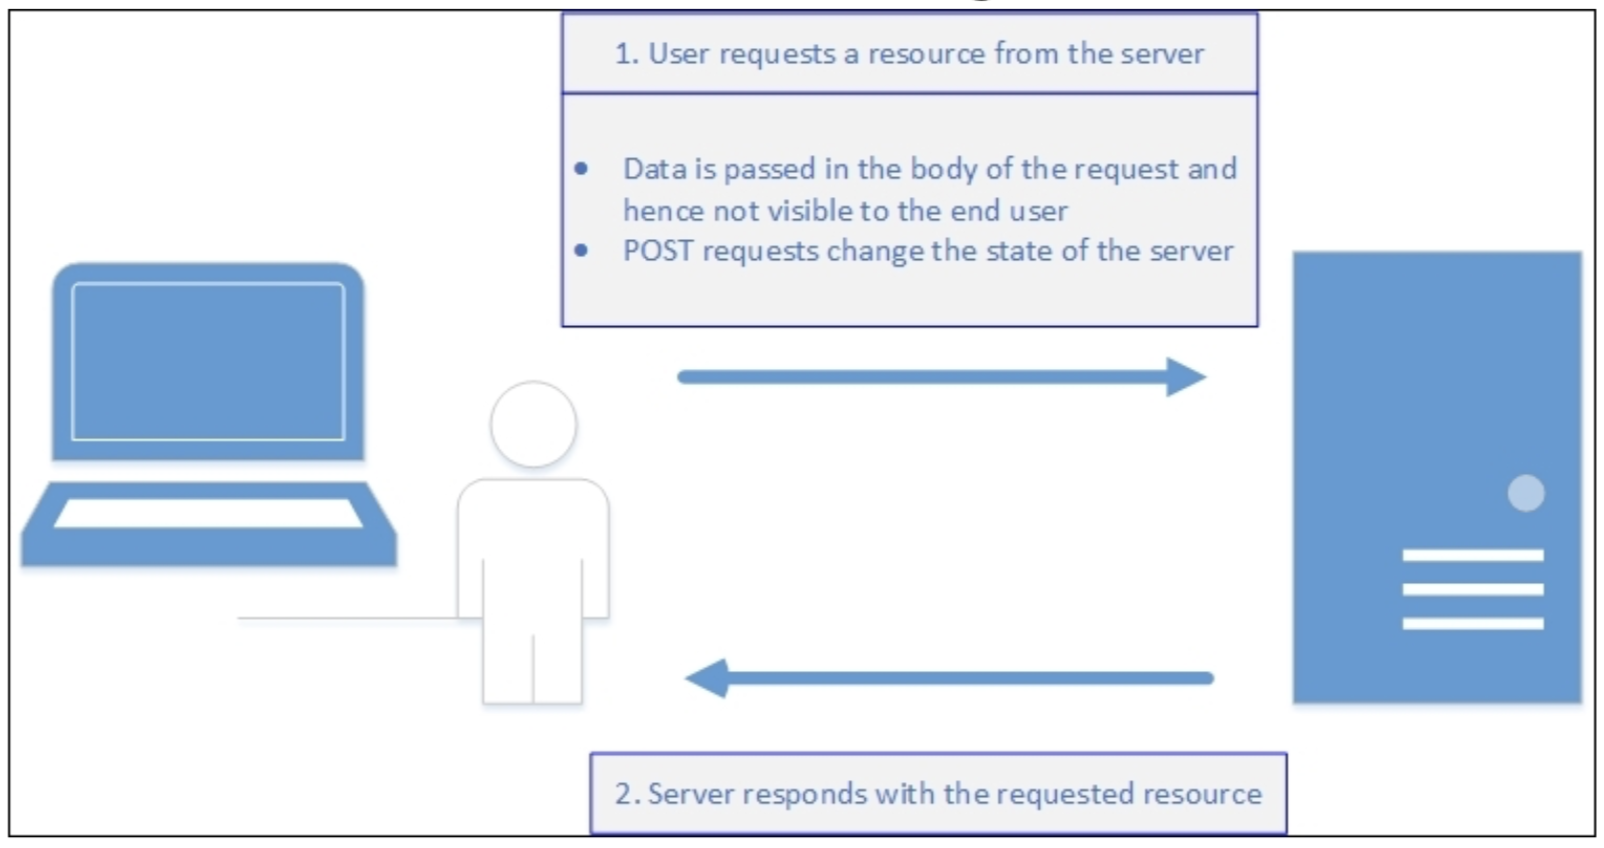 1. User requests a resource from the server
● Data is passed in the body of the request and
hence not visible to the end user
● POST requests change the state of the server
2. Server responds with the requested resource